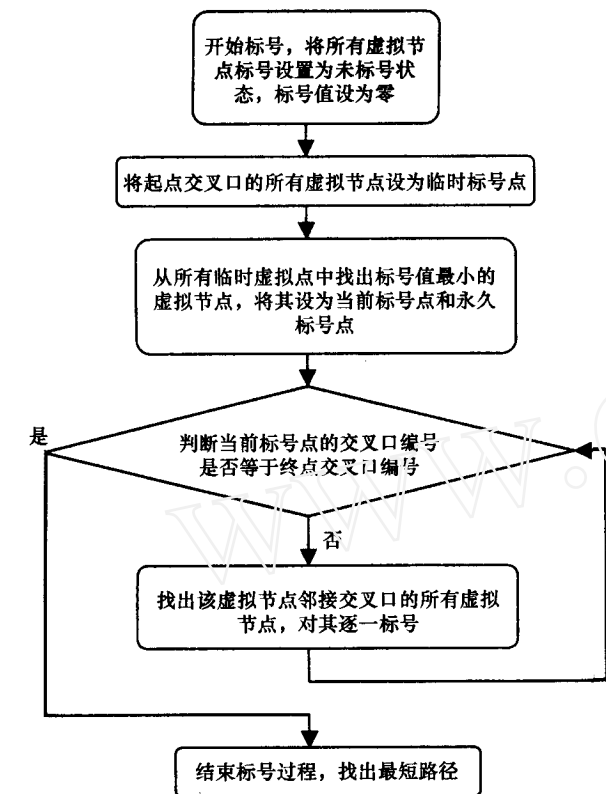 开始标号，将所有虚拟节
点标号设置为未标号状
态，标号值设为零
将起点交叉口的所有虚拟节点设为临时标号点
从所有临时虚拟点中找出标号值最小的
虚拟节点，将其设为当前标号点和永久
标号点
是
判断当前标号点的交叉口编号
是否等于终点交叉口编号
否
找出该虚拟节点邻接交叉口的所有虚拟
节点，对其逐一标号
结束标号过程，找出最短路径
www.